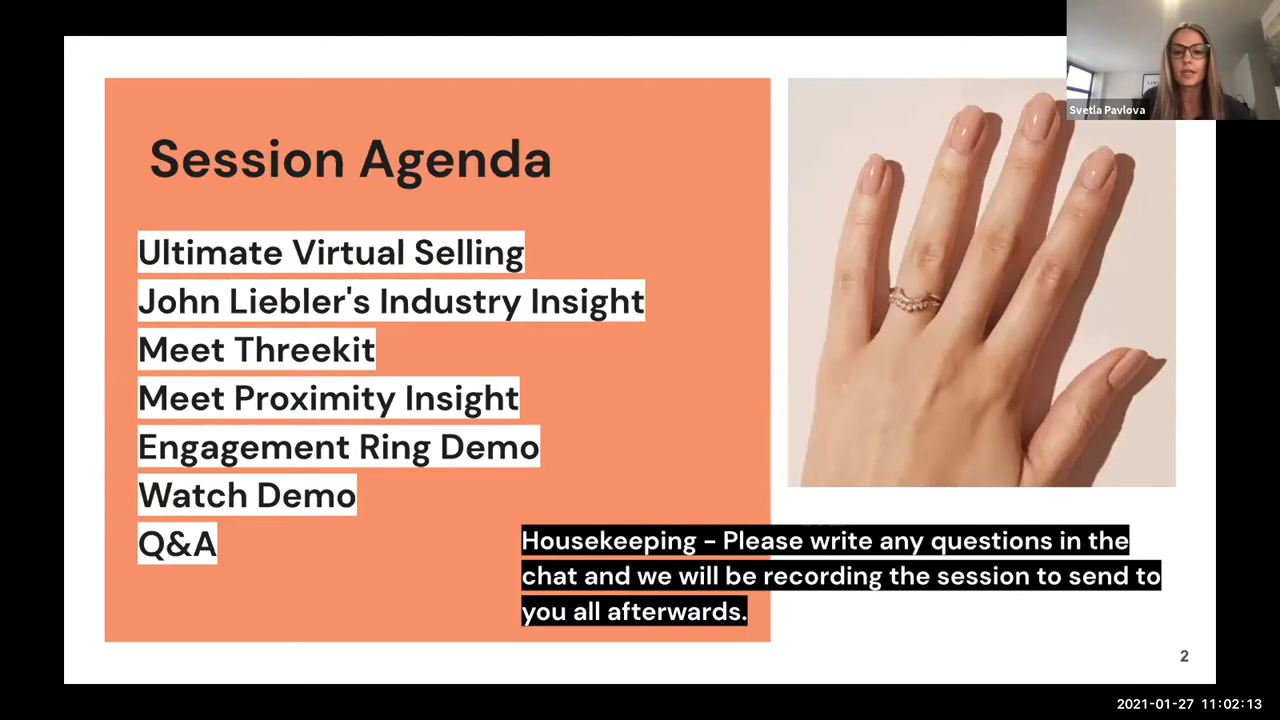 Svetla Pavlova
Session Agenda
Ultimate Virtual Selling
John Liebler's Industry Insight
Meet Threekit
Meet Proximity Insight
Engagement Ring Demo
Watch Demo
Q&A
Housekeeping - Please write any questions in the
chat and we will be recording the session to send to
you all afterwards.
2
2021-01-27 11:02:13